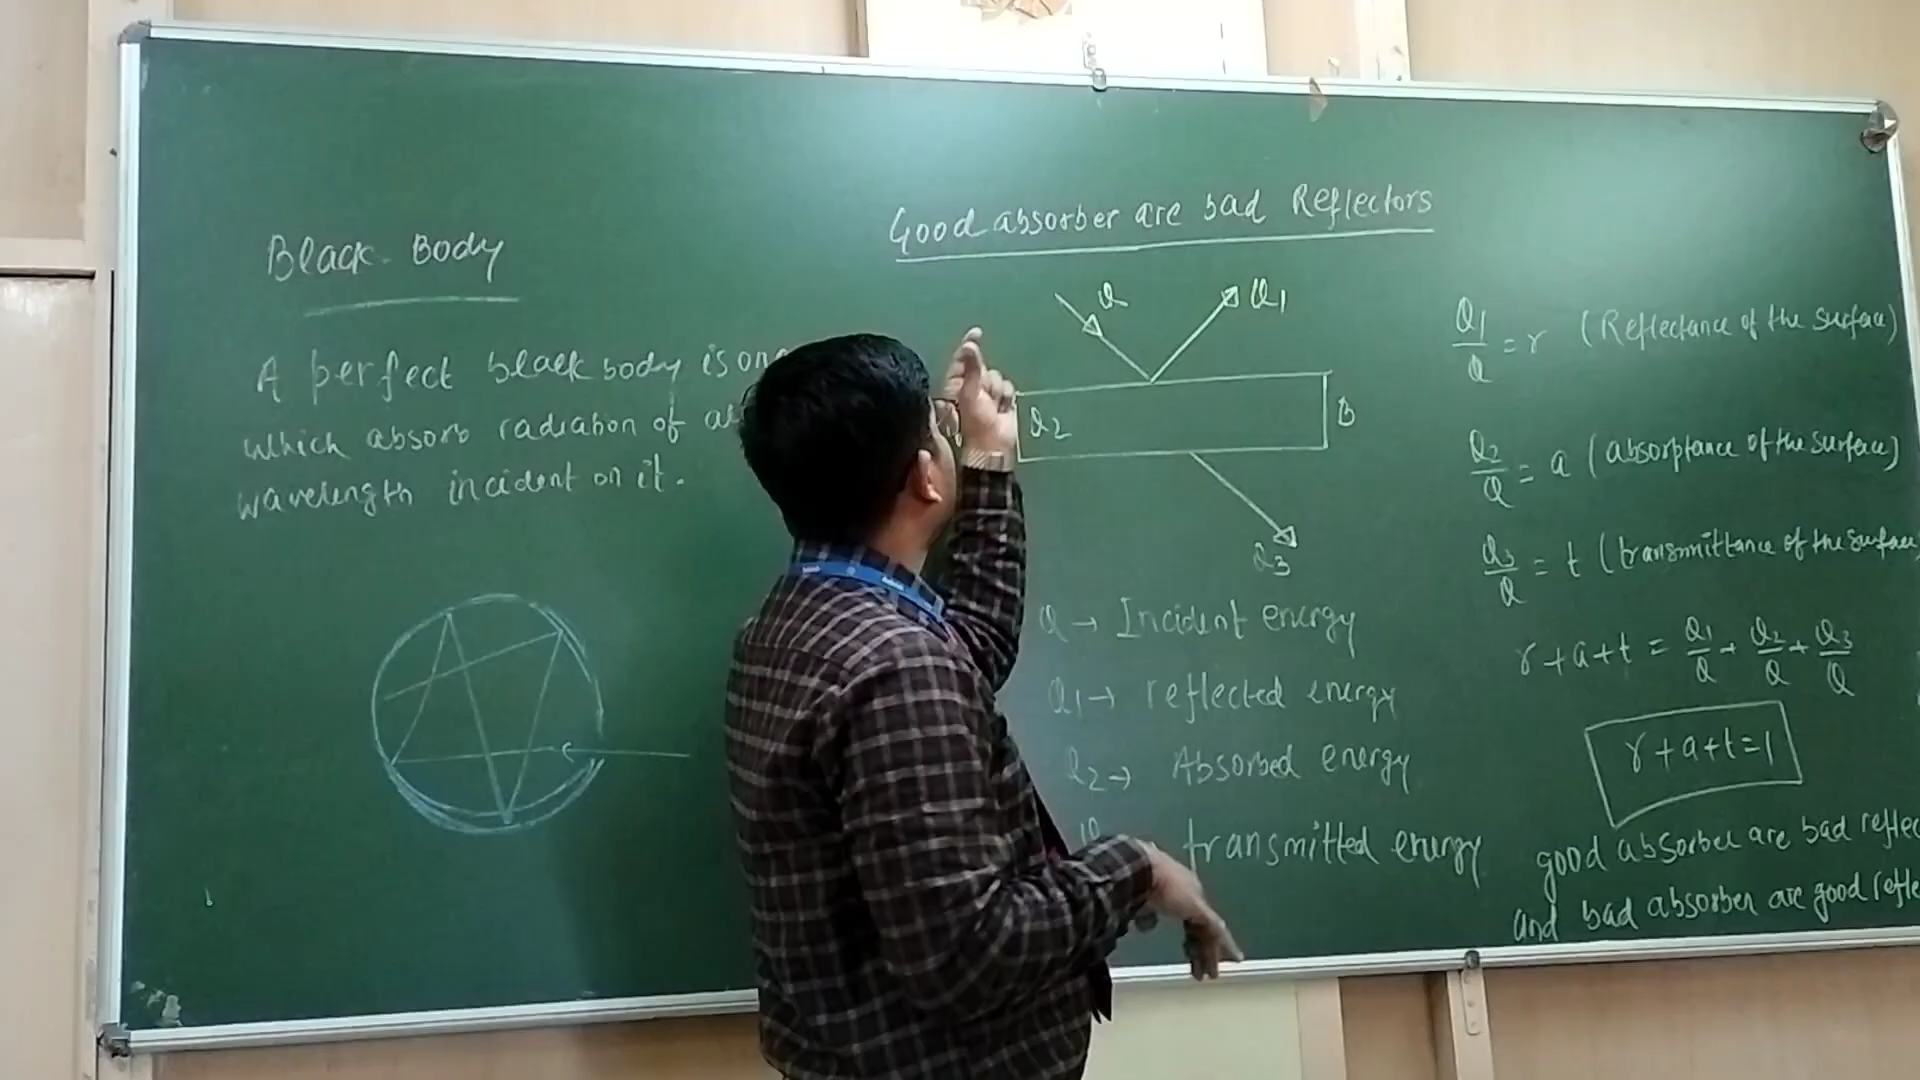 Black Body
A perfect black body is one
which absorb radiation of
wavelength incident on it.
Good absorber are bad Reflectors
Q
Q1
Q2
B
Q3
Q → Incident energy
Q1 → reflected energy
Q2 → Absorbed energy
transmitted energy
Q1/Q = r (Reflectance of the surface)
Q2/Q = a (absorptance of the surface)
Q3/Q = t (transmittance of the surface
r+a+t = Q1/Q + Q2/Q + Q3/Q
r+a+t=1
good absorber are bad reflec
and bad absorber are good refle